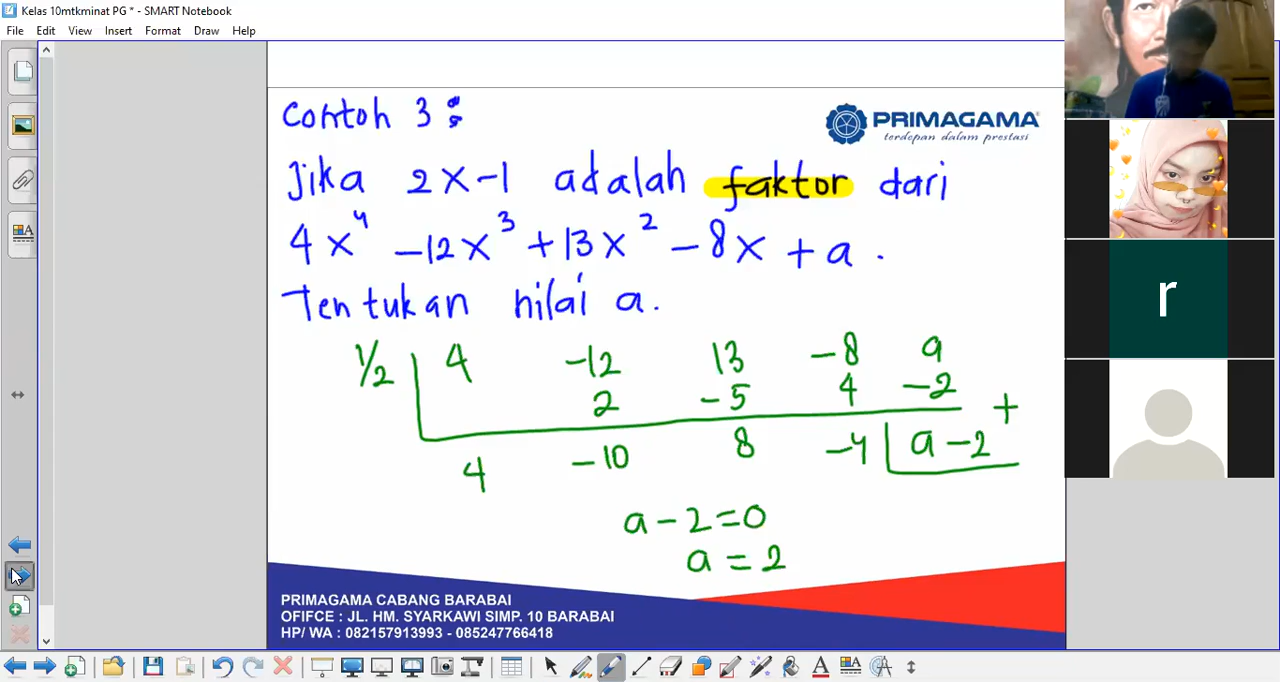 Kelas 10mtkminat PG * - SMART Notebook
File Edit View Insert Format Draw Help
Contoh 3 :
PRIMAGAMA
terdepan dalam prestasi
Jika 2x-1 adalah faktor dari
4x⁴ -12x³ +13x² -8x + a .
Tentukan nilai a.
1/2 4 -12 13 -8 a
2 -5 4 -2 +
4 -10 8 -4 a -2
a - 2 = 0
a = 2
PRIMAGAMA CABANG BARABAI
OFIFCE : JL. HM. SYARKAWI SIMP. 10 BARABAI
HP/ WA : 082157913993 - 085247766418
r